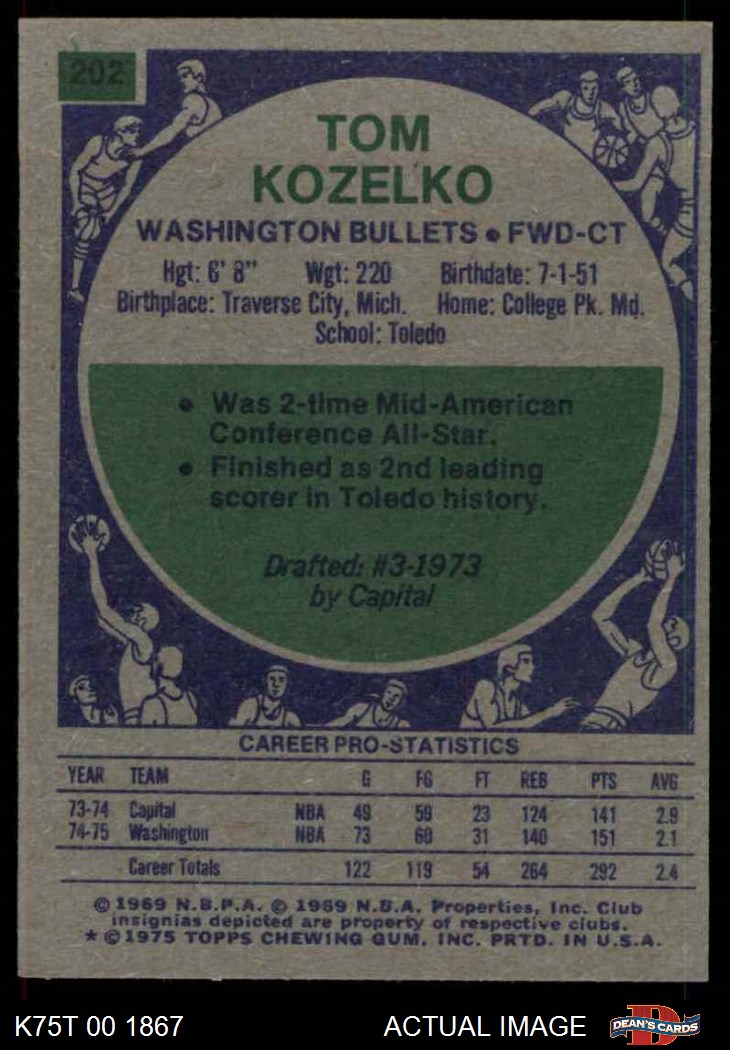 202
TOM
KOZELKO
WASHINGTON BULLETS • FWD-CT
Hgt: 6' 8" Wgt: 220 Birthdate: 7-1-51
Birthplace: Traverse City, Mich. Home: College Pk. Md.
School: Toledo
• Was 2-time Mid-American
Conference All-Star.
• Finished as 2nd leading
scorer in Toledo history.
Drafted: #3-1973
by Capital
CAREER PRO-STATISTICS
YEAR TEAM G FG FT REB PTS AVG
73-74 Capital NBA 49 59 23 124 141 2.9
74-75 Washington NBA 73 60 31 140 151 2.1
Career Totals 122 119 54 264 292 2.4
© 1969 N.B.P.A. © 1969 N.B.A. Properties, Inc. Club
insignias depicted are property of respective clubs.
* © 1975 TOPPS CHEWING GUM, INC. PRTD. IN U.S.A.
K75T 00 1867 ACTUAL IMAGE DEAN'S CARDS